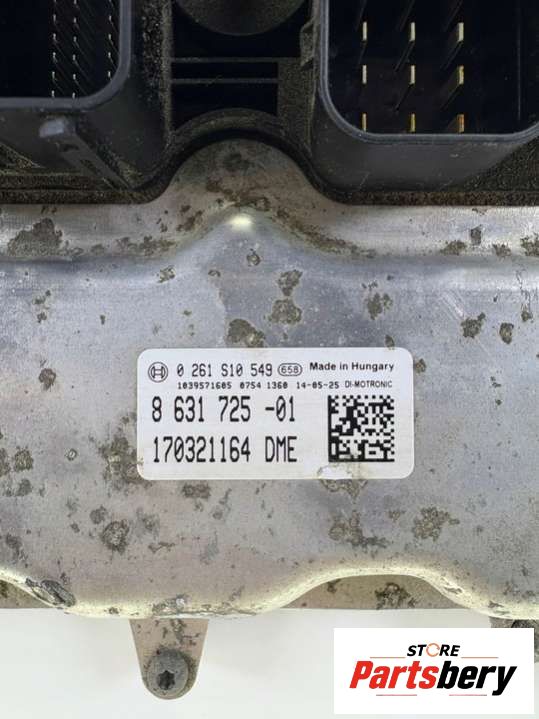 0 261 S10 549 658 Made in Hungary
1039571605 0754 1360 14-05-25 DI-MOTRONIC
8 631 725 -01
170321164 DME
STORE
Partsbery